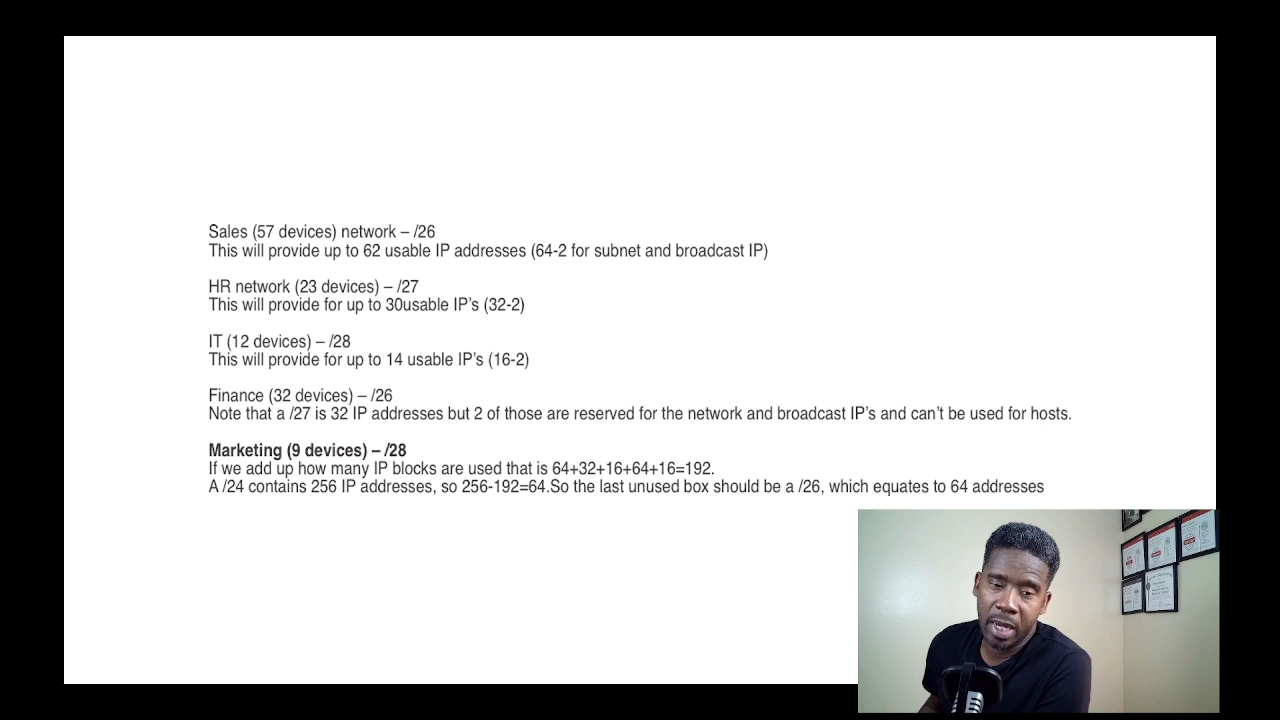 Sales (57 devices) network – /26
This will provide up to 62 usable IP addresses (64-2 for subnet and broadcast IP)
HR network (23 devices) – /27
This will provide for up to 30usable IP’s (32-2)
IT (12 devices) – /28
This will provide for up to 14 usable IP’s (16-2)
Finance (32 devices) – /26
Note that a /27 is 32 IP addresses but 2 of those are reserved for the network and broadcast IP’s and can’t be used for hosts.
Marketing (9 devices) – /28
If we add up how many IP blocks are used that is 64+32+16+64+16=192.
A /24 contains 256 IP addresses, so 256-192=64.So the last unused box should be a /26, which equates to 64 addresses